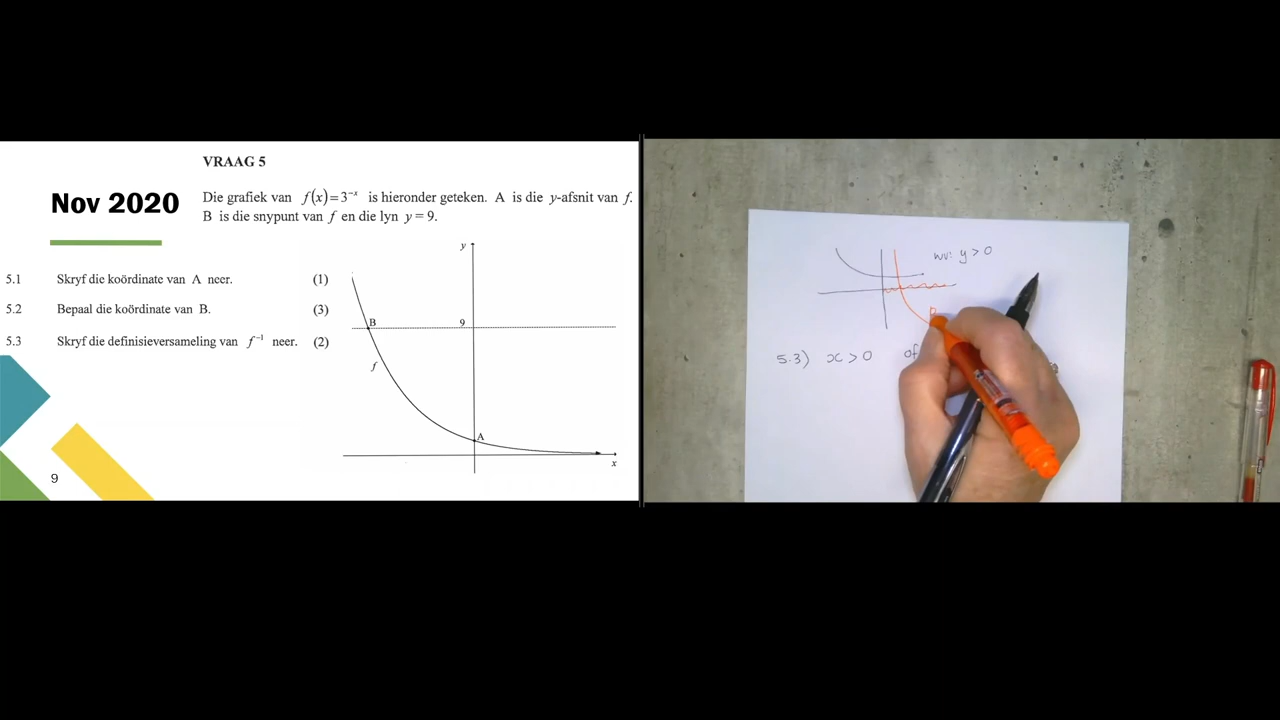 VRAAG 5
Nov 2020
Die grafiek van f(x)=3⁻ˣ is hieronder geteken. A is die y-afsnit van f.
B is die snypunt van f en die lyn y = 9.
5.1 Skryf die koördinate van A neer. (1)
5.2 Bepaal die koördinate van B. (3)
5.3 Skryf die definisieversameling van f⁻¹ neer. (2)
y
B
9
f
A
x
9
wv: y > 0
5.3) x > 0 of